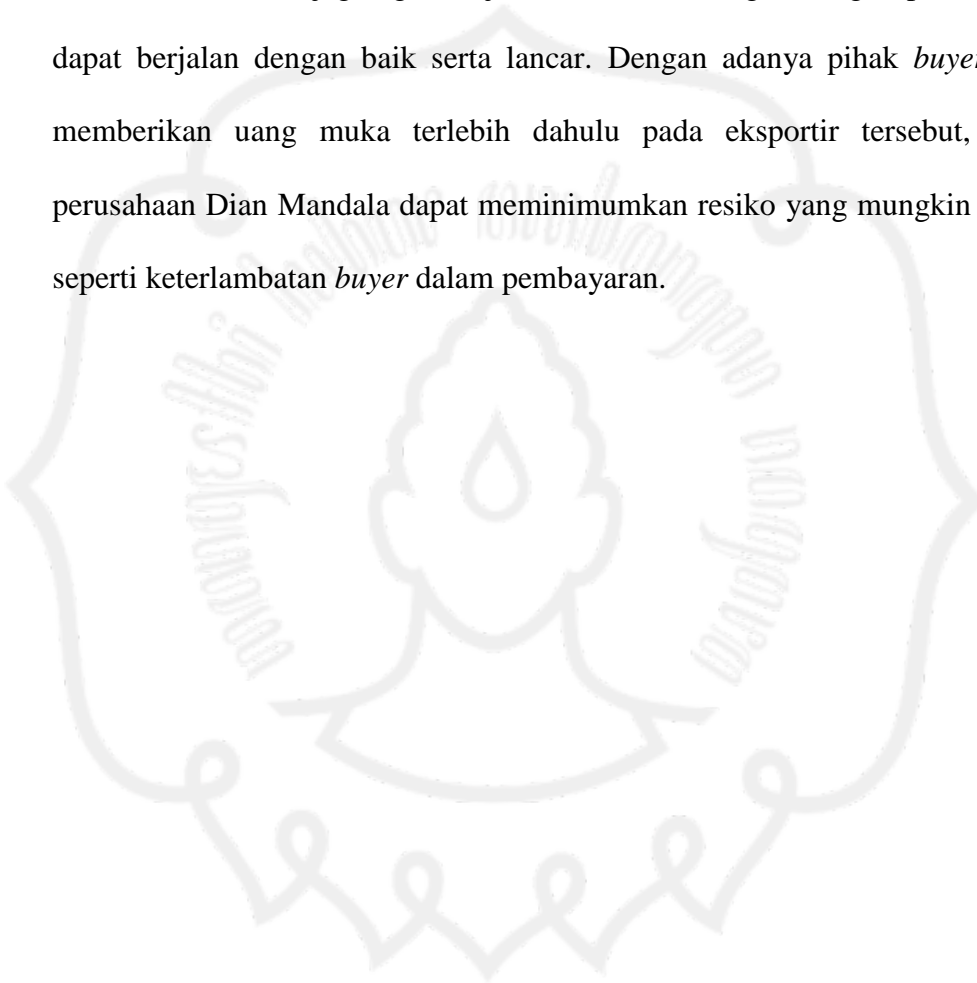 dapat berjalan dengan baik serta lancar. Dengan adanya pihak buyer
memberikan uang muka terlebih dahulu pada eksportir tersebut,
perusahaan Dian Mandala dapat meminimumkan resiko yang mungkin
seperti keterlambatan buyer dalam pembayaran.